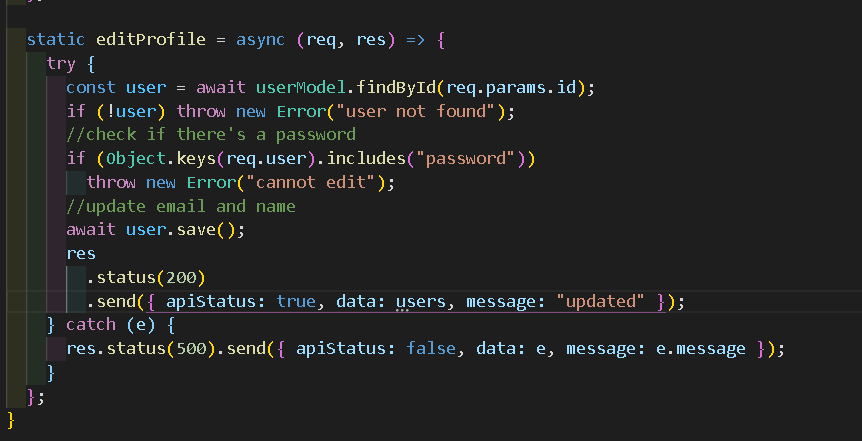 static editProfile = async (req, res) => {
try {
const user = await userModel.findById(req.params.id);
if (!user) throw new Error("user not found");
//check if there's a password
if (Object.keys(req.user).includes("password"))
throw new Error("cannot edit");
//update email and name
await user.save();
res
.status(200)
.send({ apiStatus: true, data: users, message: "updated" });
} catch (e) {
res.status(500).send({ apiStatus: false, data: e, message: e.message });
}
};
}